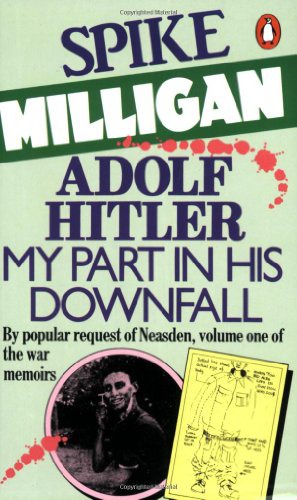 SPIKE
MILLIGAN
ADOLF
HITLER
MY PART IN HIS
DOWNFALL
By popular request of Neasden, volume one of
the war
memoirs